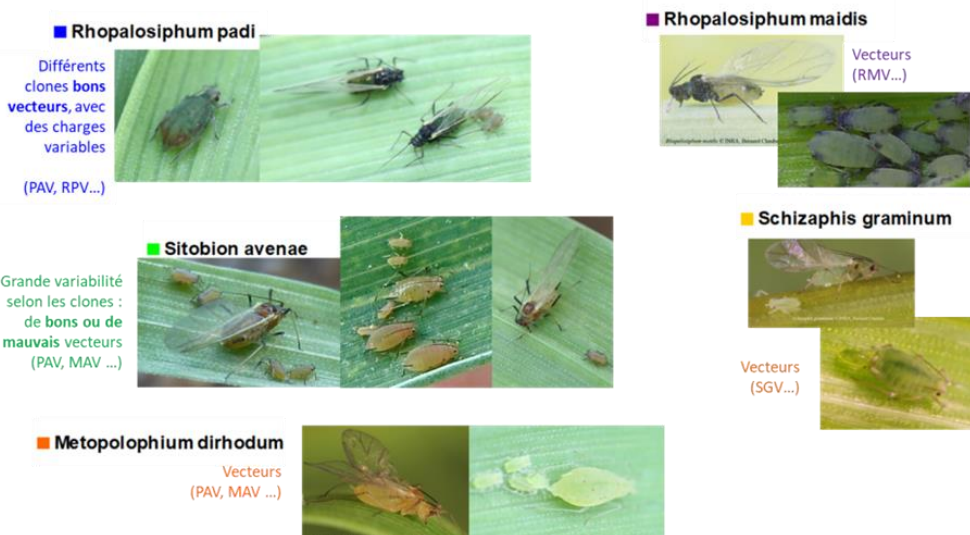 Rhopalosiphum padi
Différents
clones bons
vecteurs, avec
des charges
variables
(PAV, RPV...)
Rhopalosiphum maidis
Vecteurs
(RMV...)
Sitobion avenae
Grande variabilité
selon les clones :
de bons ou de
mauvais vecteurs
(PAV, MAV ...)
Schizaphis graminum
Vecteurs
(SGV...)
Metopolophium dirhodum
Vecteurs
(PAV, MAV ...)